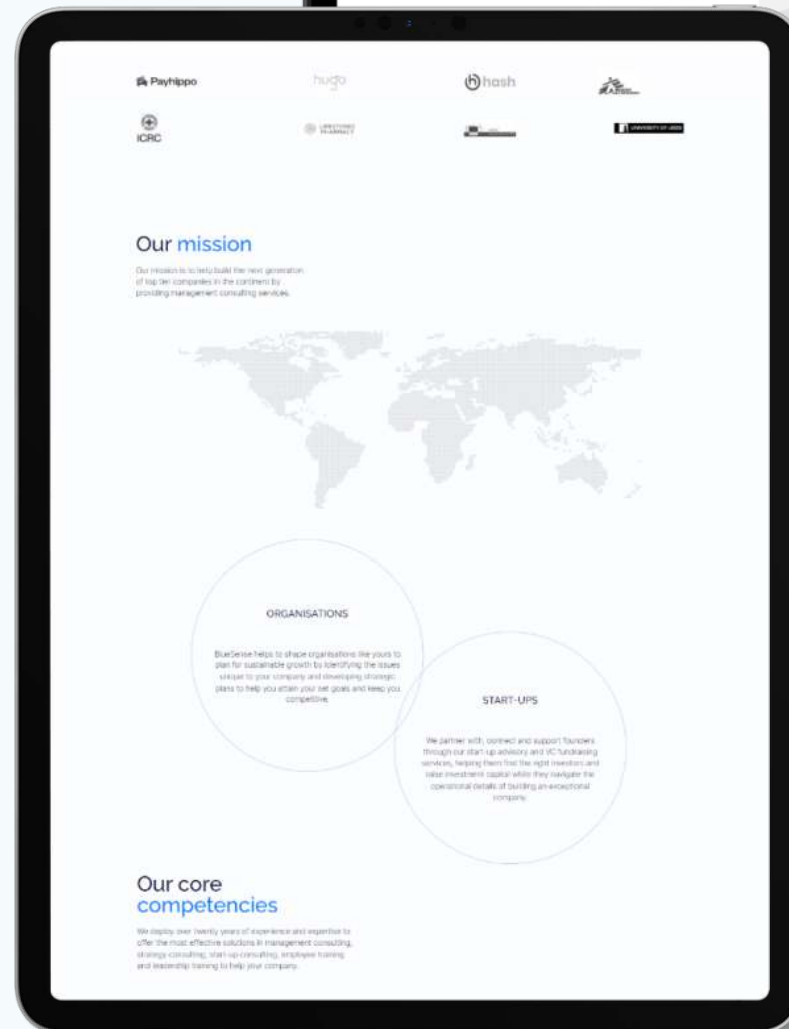 Payhippo
hugo
hash
ICRC
UNIVERSITY OF LEEDS
Our mission
Our mission is to help build the next generation
of top tier companies in the continent by
providing management consulting services.
ORGANISATIONS
BlueSense helps to shape organisations like yours to
plan for sustainable growth by identifying the issues
unique to your company and developing strategic
plans to help you attain your set goals and keep you
competitive.
START-UPS
We partner with, connect and support founders
through our start-up advisory and VC fundraising
services, helping them find the right investors and
raise investment capital while they navigate the
operational details of building an exceptional
company.
Our core
competencies
We deploy over twenty years of experience and expertise to
offer the most effective solutions in management consulting,
strategy consulting, start-up consulting, employee training
and leadership training to help your company.